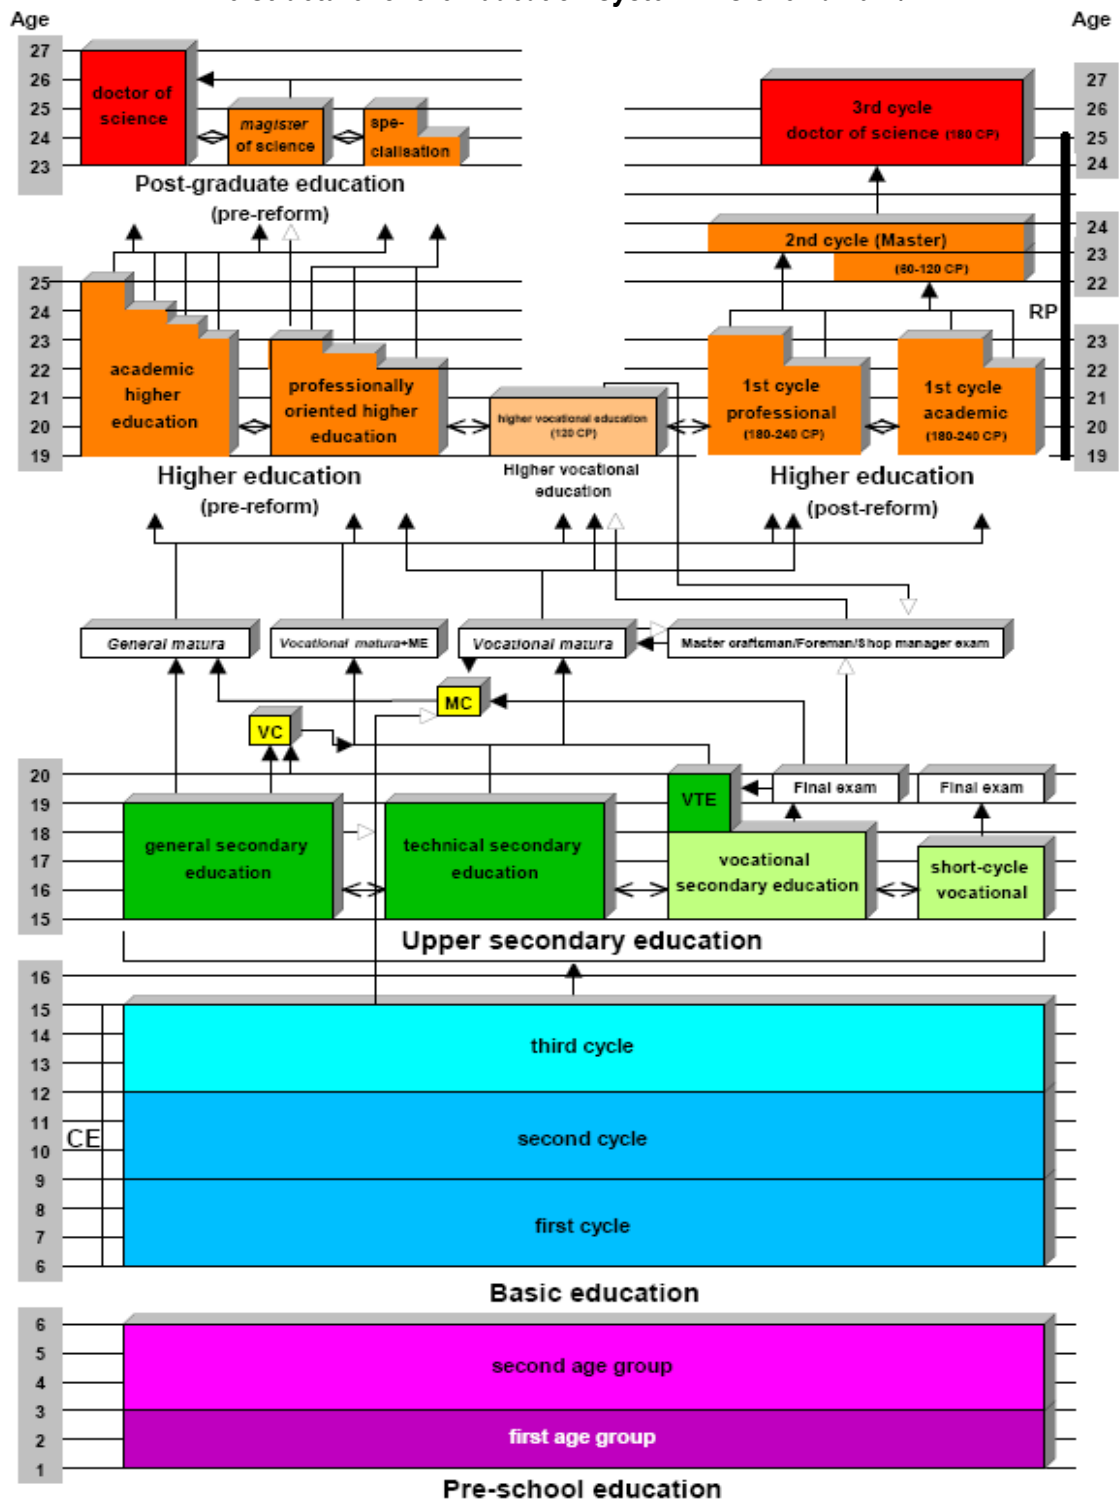 Age
Age
27
26
25
24
23
doctor of
science
magister
of science
spe-
cialisation
Post-graduate education
(pre-reform)
27
26
25
24
3rd cycle
doctor of science (180 CP)
24
23
22
2nd cycle (Master)
(60-120 CP)
RP
25
24
23
22
21
20
19
academic
higher
education
professionally
oriented higher
education
higher vocational education
(120 CP)
1st cycle
professional
(180-240 CP)
1st cycle
academic
(180-240 CP)
23
22
21
20
19
Higher education
(pre-reform)
Higher vocational
education
Higher education
(post-reform)
General matura
Vocational matura+ME
Vocational matura
Master craftsman/Foreman/Shop manager exam
MC
VC
20
19
18
17
16
15
general secondary
education
technical secondary
education
VTE
Final exam
Final exam
vocational
secondary education
short-cycle
vocational
Upper secondary education
16
15
14
13
12
11
10
9
8
7
6
CE
third cycle
second cycle
first cycle
Basic education
6
5
4
3
2
1
second age group
first age group
Pre-school education